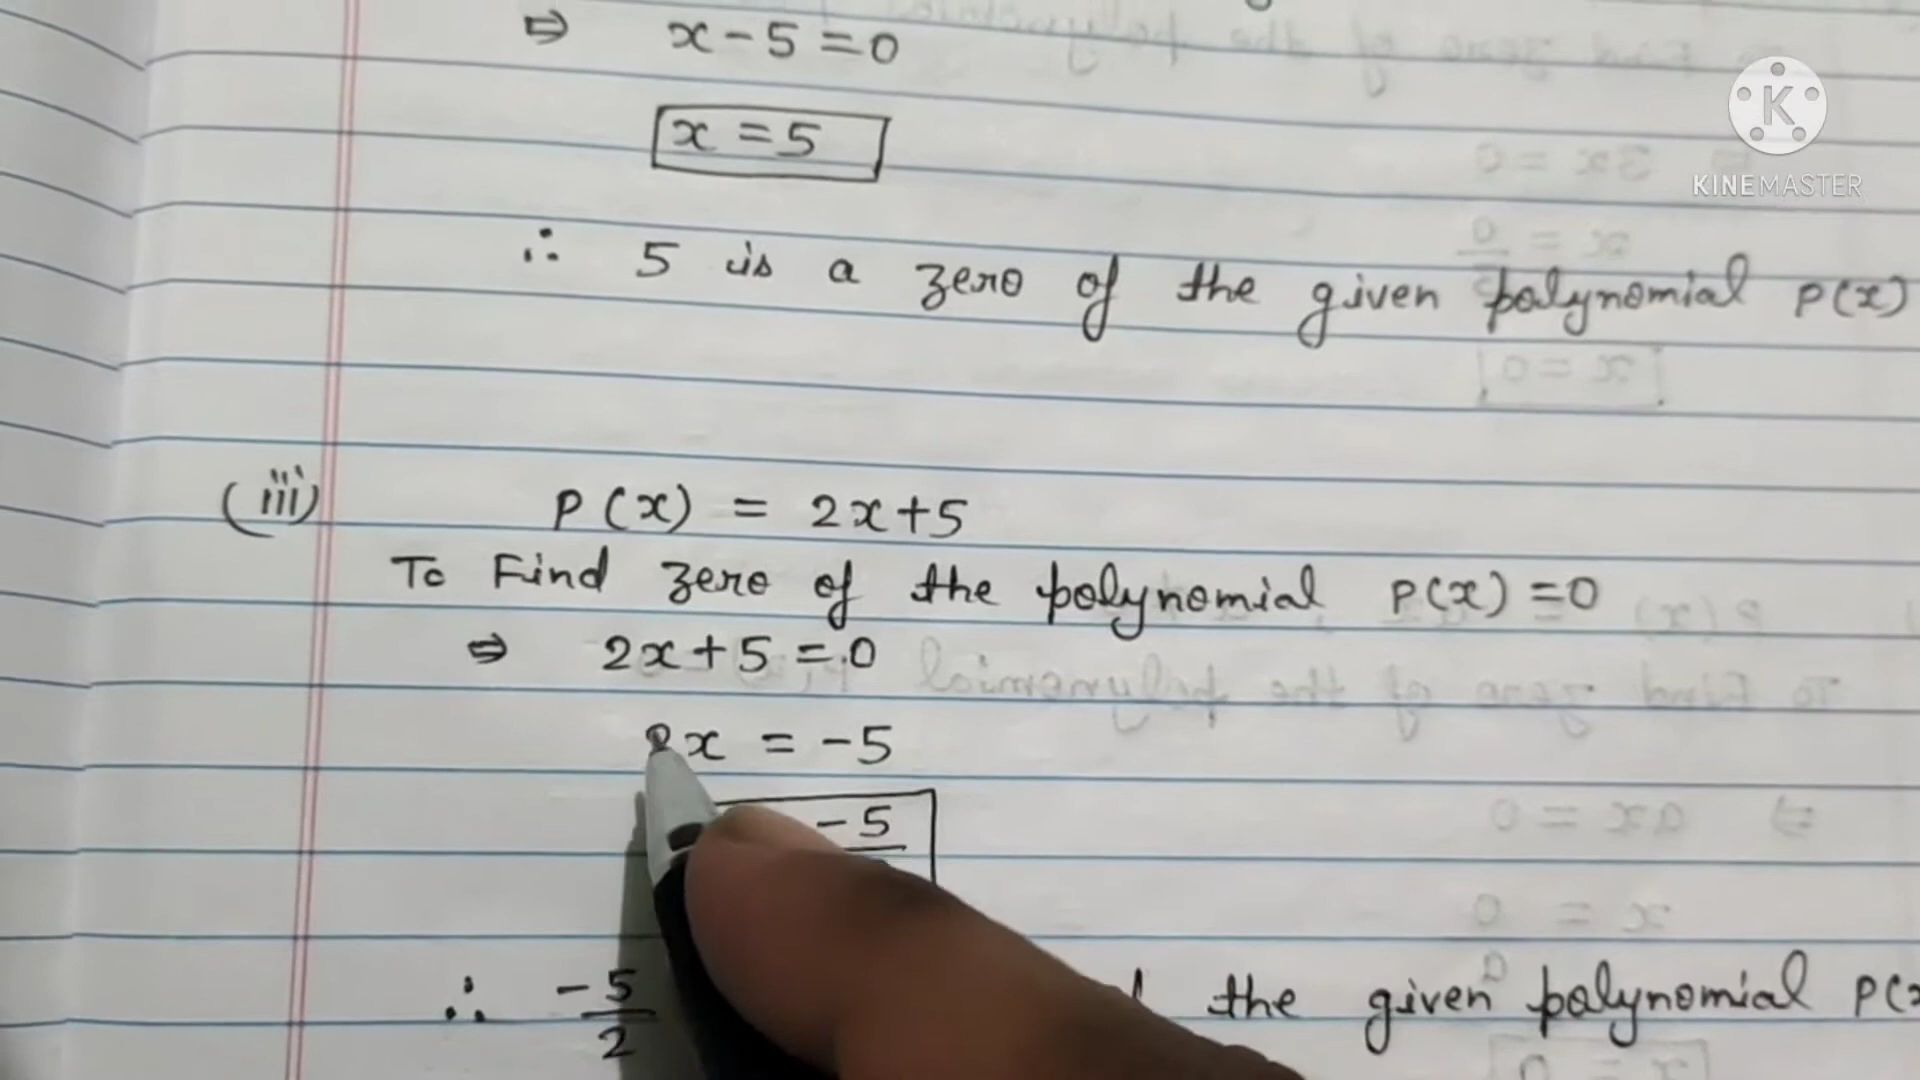 ⇒ x-5=0
x=5
∴ 5 is a zero of the given polynomial P(x)
(iii) P(x) = 2x+5
To Find zero of the polynomial P(x)=0
⇒ 2x+5=0
2x = -5
-5
∴ -5/2 the given polynomial
KINEMASTER